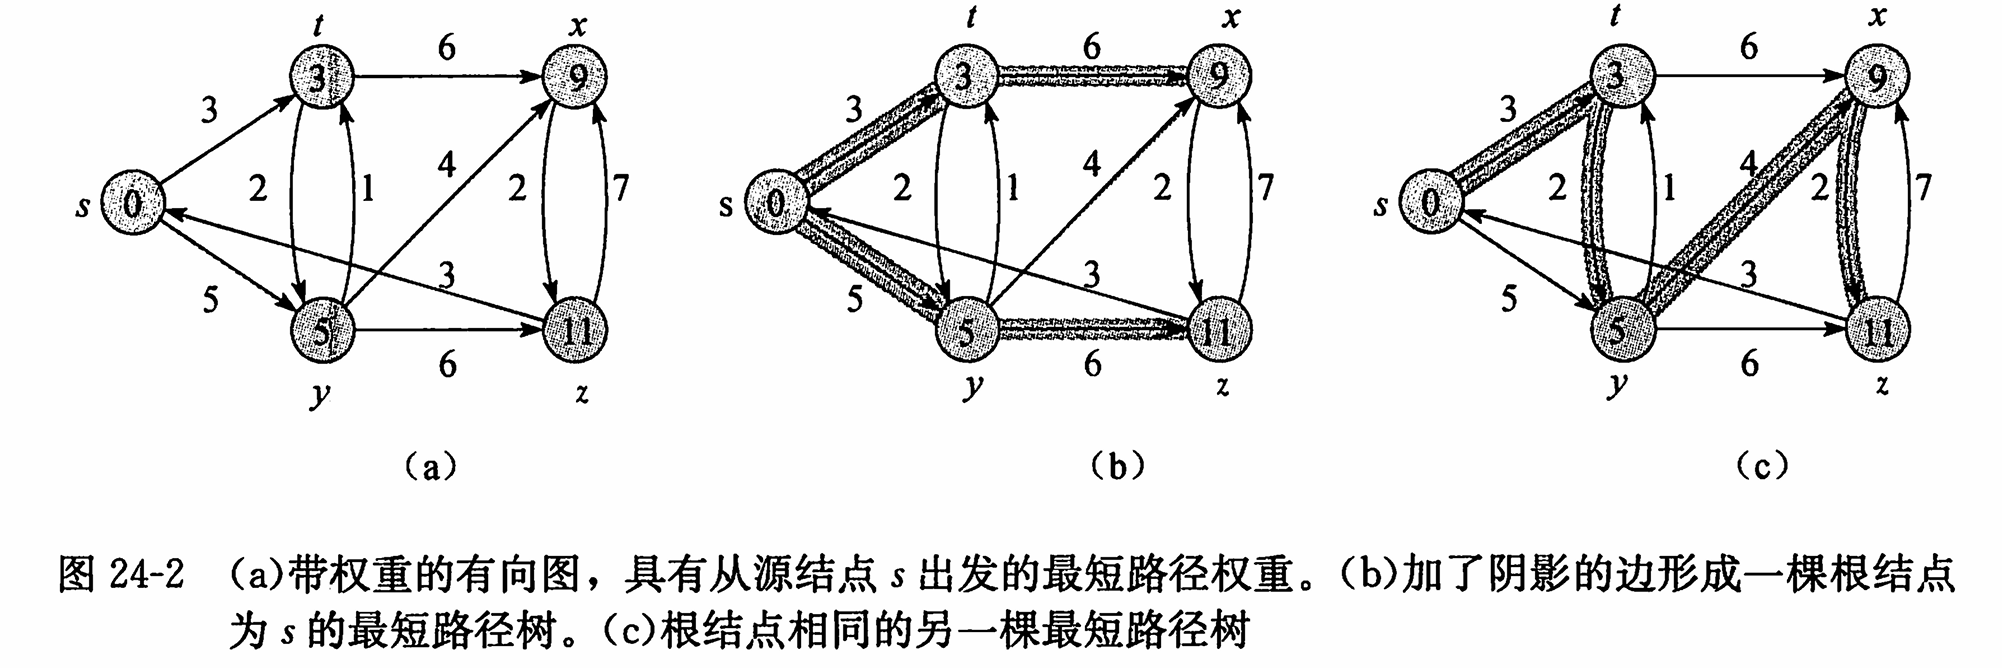 t x t x t x
6 6 6
3 9 3 9 3 9
3 3 3
2 1 4 2 7 2 1 4 2 7 2 1 4 2 7
s 0 s 0 s 0
5 3 5 3 5 3
5 11 5 11 5 11
6 6 6
y z y z y z
(a) (b) (c)
图 24-2 (a)带权重的有向图，具有从源结点 s 出发的最短路径权重。(b)加了阴影的边形成一棵根结点
为 s 的最短路径树。(c)根结点相同的另一棵最短路径树